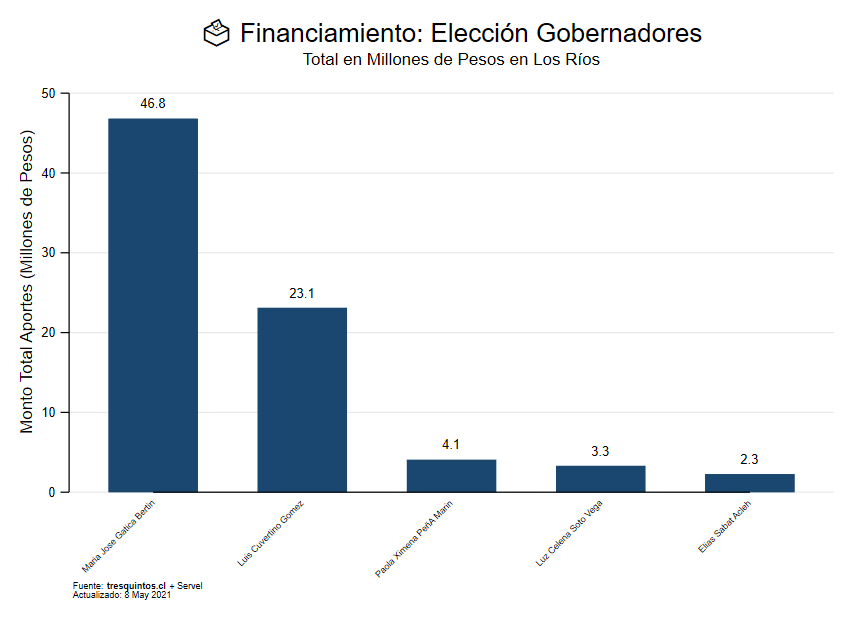 Financiamiento: Elección Gobernadores
Total en Millones de Pesos en Los Ríos
Monto Total Aportes (Millones de Pesos)
50
40
30
20
10
0
46.8
23.1
4.1
3.3
2.3
Maria Jose Gatica Bertin
Luis Cuvertino Gomez
Paola Ximena PeñA Marin
Luz Celena Soto Vega
Elias Sabat Acleh
Fuente: tresquintos.cl + Servel
Actualizado: 8 May 2021